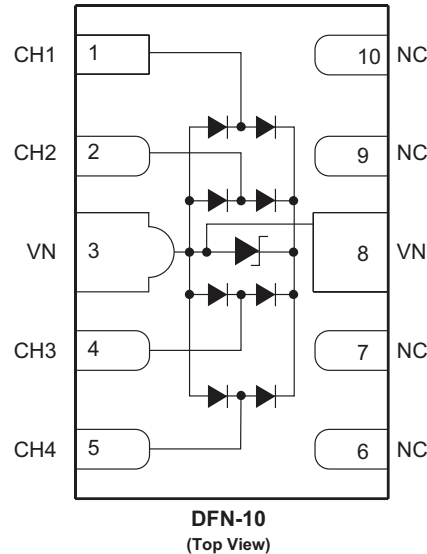 CH1 1 10 NC
CH2 2 9 NC
VN 3 8 VN
CH3 4 7 NC
CH4 5 6 NC
DFN-10
(Top View)